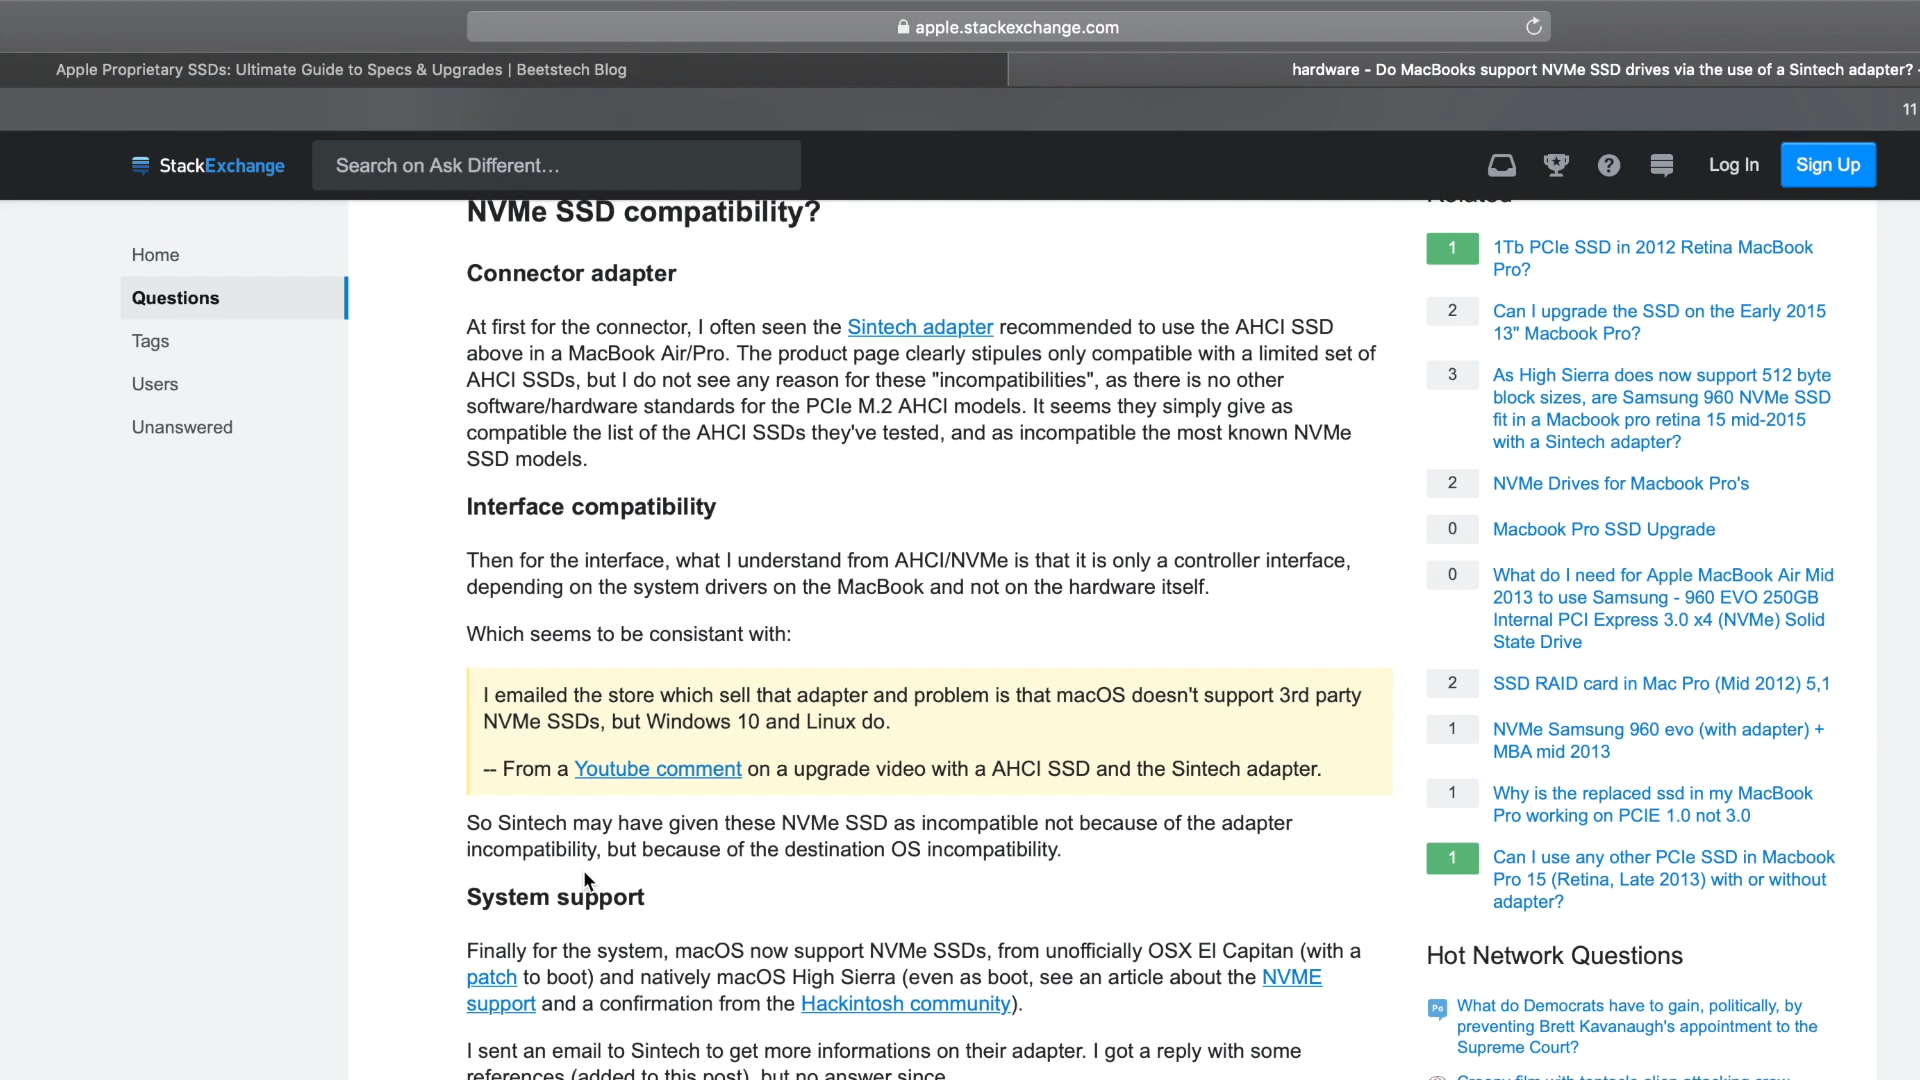 apple.stackexchange.com
Apple Proprietary SSDs: Ultimate Guide to Specs & Upgrades | Beetstech Blog
hardware - Do MacBooks support NVMe SSD drives via the use of a Sintech adapter? -
11
StackExchange
Search on Ask Different...
Log In
Sign Up
Home
Questions
Tags
Users
Unanswered
NVMe SSD compatibility?
Connector adapter
At first for the connector, I often seen the Sintech adapter recommended to use the AHCI SSD
above in a MacBook Air/Pro. The product page clearly stipules only compatible with a limited set of
AHCI SSDs, but I do not see any reason for these "incompatibilities", as there is no other
software/hardware standards for the PCIe M.2 AHCI models. It seems they simply give as
compatible the list of the AHCI SSDs they've tested, and as incompatible the most known NVMe
SSD models.
Interface compatibility
Then for the interface, what I understand from AHCI/NVMe is that it is only a controller interface,
depending on the system drivers on the MacBook and not on the hardware itself.
Which seems to be consistant with:
I emailed the store which sell that adapter and problem is that macOS doesn't support 3rd party
NVMe SSDs, but Windows 10 and Linux do.
-- From a Youtube comment on a upgrade video with a AHCI SSD and the Sintech adapter.
So Sintech may have given these NVMe SSD as incompatible not because of the adapter
incompatibility, but because of the destination OS incompatibility.
System support
Finally for the system, macOS now support NVMe SSDs, from unofficially OSX El Capitan (with a
patch to boot) and natively macOS High Sierra (even as boot, see an article about the NVME
support and a confirmation from the Hackintosh community).
I sent an email to Sintech to get more informations on their adapter. I got a reply with some
references (added to this post), but no answer since.
Related
1 1Tb PCIe SSD in 2012 Retina MacBook
Pro?
2 Can I upgrade the SSD on the Early 2015
13" Macbook Pro?
3 As High Sierra does now support 512 byte
block sizes, are Samsung 960 NVMe SSD
fit in a Macbook pro retina 15 mid-2015
with a Sintech adapter?
2 NVMe Drives for Macbook Pro's
0 Macbook Pro SSD Upgrade
0 What do I need for Apple MacBook Air Mid
2013 to use Samsung - 960 EVO 250GB
Internal PCI Express 3.0 x4 (NVMe) Solid
State Drive
2 SSD RAID card in Mac Pro (Mid 2012) 5,1
1 NVMe Samsung 960 evo (with adapter) +
MBA mid 2013
1 Why is the replaced ssd in my MacBook
Pro working on PCIE 1.0 not 3.0
1 Can I use any other PCIe SSD in Macbook
Pro 15 (Retina, Late 2013) with or without
adapter?
Hot Network Questions
Po What do Democrats have to gain, politically, by
preventing Brett Kavanaugh's appointment to the
Supreme Court?